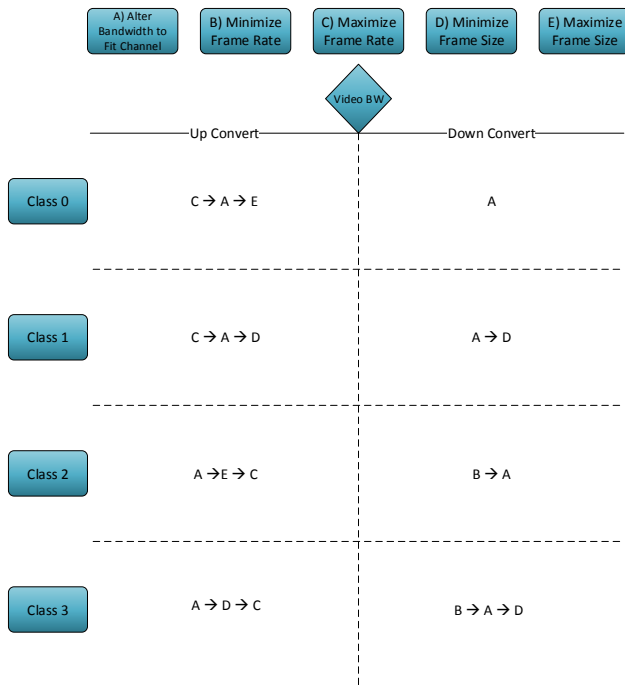 A) Alter
Bandwidth to
Fit Channel
B) Minimize
Frame Rate
C) Maximize
Frame Rate
D) Minimize
Frame Size
E) Maximize
Frame Size
Video BW
Up Convert
Down Convert
Class 0
C → A → E
A
Class 1
C → A → D
A → D
Class 2
A →E → C
B → A
Class 3
A → D → C
B → A → D